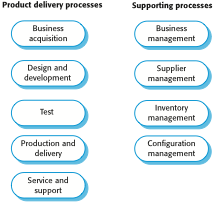 Product delivery processes
Business
acquisition
Design and
development
Test
Production and
delivery
Service and
support
Supporting processes
Business
management
Supplier
management
Inventory
management
Configuration
management